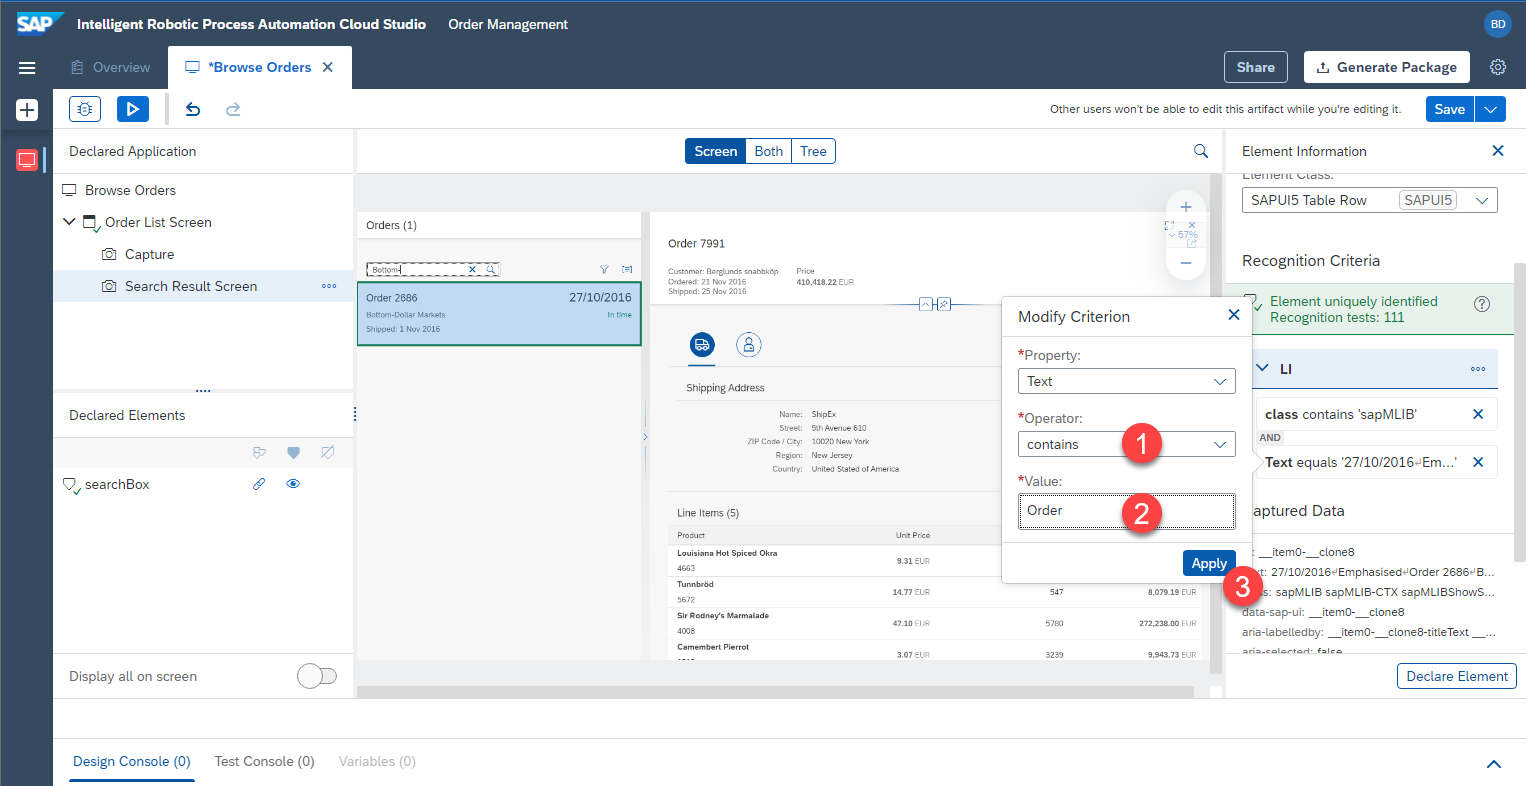 SAP Intelligent Robotic Process Automation Cloud Studio Order Management BD
Overview *Browse Orders Share Generate Package
Other users won't be able to edit this artifact while you're editing it. Save
Declared Application
Browse Orders
Order List Screen
Capture
Search Result Screen
Declared Elements
searchBox
Display all on screen
Screen Both Tree
57%
Orders (1)
Bottom-
Order 2686 27/10/2016
Bottom-Dollar Markets In time
Shipped: 1 Nov 2016
Order 7991
Customer: Berglunds snabbköp Price
Ordered: 21 Nov 2016 410,418.22 EUR
Shipped: 25 Nov 2016
Shipping Address
Name: ShipEx
Street: 5th Avenue 610
ZIP Code / City: 10020 New York
Region: New Jersey
Country: United Stated of America
Line Items (5)
Product Unit Price
Louisiana Hot Spiced Okra
4663 9.31 EUR
Tunnbröd
5672 14.77 EUR 547 8,079.19 EUR
Sir Rodney's Marmalade
4008 47.10 EUR 5780 272,238.00 EUR
Camembert Pierrot
3.07 EUR 3239 9,943.73 EUR
Modify Criterion
*Property:
Text
*Operator:
contains 1
*Value:
Order 2
Apply
3
Element Information
Element Class:
SAPUI5 Table Row SAPUI5
Recognition Criteria
Element uniquely identified
Recognition tests: 111
LI
class contains 'sapMLIB'
AND
Text equals '27/10/2016↵Em...'
aptured Data
: __item0-__clone8
t: 27/10/2016↵Emphasised↵Order 2686↵B...
s: sapMLIB sapMLIB-CTX sapMLIBShowS...
data-sap-ui: __item0-__clone8
aria-labelledby: __item0-__clone8-titleText __...
aria-selected: false
Declare Element
Design Console (0) Test Console (0) Variables (0)